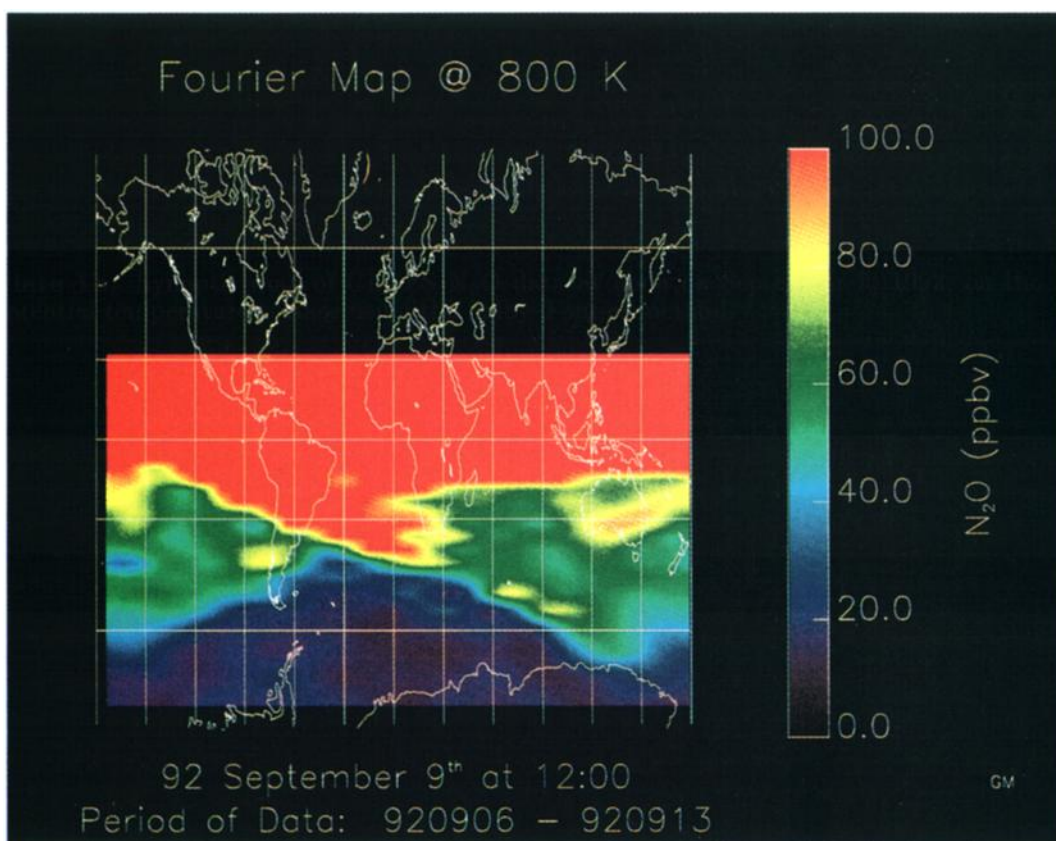 Fourier Map @ 800 K
100.0
80.0
60.0
40.0
20.0
0.0
N₂O (ppbv)
92 September 9th at 12:00
GM
Period of Data: 920906 - 920913